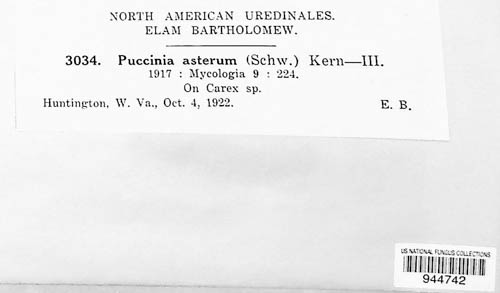 NORTH AMERICAN UREDINALES.
ELAM BARTHOLOMEW.
3034. Puccinia asterum (Schw.) Kern—III.
1917 : Mycologia 9 : 224.
On Carex sp.
Huntington, W. Va., Oct. 4, 1922. E. B.
US NATIONAL FUNGUS COLLECTIONS
944742